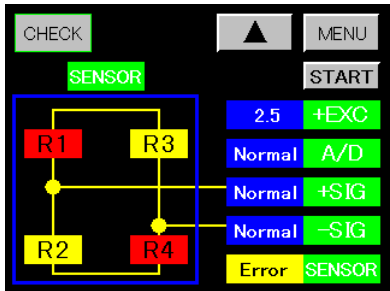 CHECK ▲ MENU
SENSOR START
2.5 +EXC
R1 R3 Normal A/D
Normal +SIG
Normal −SIG
R2 R4 Error SENSOR